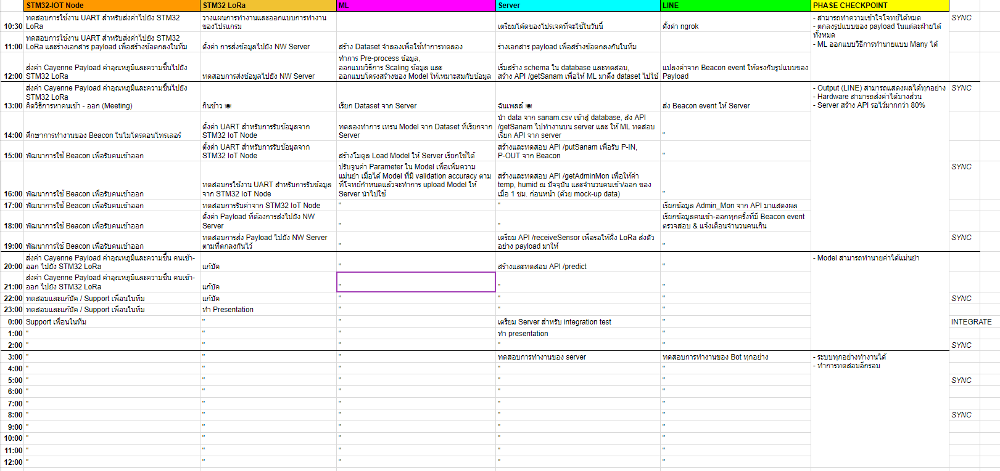 STM32-IOT Node STM32 LoRa ML Server LINE PHASE CHECKPOINT
10:30
ทดสอบการใช้งาน UART สำหรับส่งค่าไปยัง STM32
LoRa
วางแผนการทำงานและออกแบบการทำงาน
ของโปรแกรม
เตรียมโค้ดของโปรเจคที่จะใช้ในวันนี้
ตั้งค่า ngrok
- สามารถทำความเข้าใจโจทย์ได้หมด
- ตกลงรูปแบบของ payload ในแต่ละฝ่ายได้
ทั้งหมด
- ML ออกแบบวิธีการทำนายแบบ Many ได้
SYNC
11:00
ทดสอบการใช้งาน UART สำหรับส่งค่าไปยัง STM32
LoRa และร่างเอกสาร payload เพื่อสร้างข้อตกลงในทีม
ตั้งค่า การส่งข้อมูลไปยัง NW Server
สร้าง Dataset จำลองเพื่อใช้ทำการทดลอง
ร่างเอกสาร payload เพื่อสร้างข้อตกลงกันในทีม
12:00
ส่งค่า Cayenne Payload ค่าอุณหภูมิและความชื้นไปยัง
STM32 LoRa
ทดสอบการส่งข้อมูลไปยัง NW Server
ทำการ Pre-process ข้อมูล,
ออกแบบวิธีการ Scaling ข้อมูล และ
ออกแบบโครงสร้างของ Model ให้เหมาะสมกับข้อมูล
เริ่มสร้าง schema ใน database และทดสอบ,
สร้าง API /getSanam เพื่อให้ ML มาดึง dataset ไปใช้
แปลงค่าจาก Beacon event ให้ตรงกับรูปแบบของ
Payload
13:00
ส่งค่า Cayenne Payload ค่าอุณหภูมิและความชื้นไปยัง
STM32 LoRa
คิดวิธีการหาคนเข้า - ออก (Meeting)
กินข้าว 🍽
เรียก Dataset จาก Server
ฉันเพลล์ 🍽
ส่ง Beacon event ให้ Server
- Output (LINE) สามารถแสดงผลได้ทุกอย่าง
- Hardware สามารถส่งค่าได้บางส่วน
- Server สร้าง API รอไว้มากกว่า 80%
SYNC
14:00
ศึกษาการทำงานของ Beacon ในไมโครคอนโทรเลอร์
ตั้งค่า UART สำหรับการรับข้อมูลจาก
STM32 IoT Node
ทดลองทำการ เทรน Model จาก Dataset ที่เรียกจาก
Server
นำ data จาก sanam.csv เข้าสู่ database, ส่ง API
/getSanam ไปทำงานบน server และ ให้ ML ทดสอบ
เรียก API จาก server
"
15:00
พัฒนาการใช้ Beacon เพื่อรับคนเข้าออก
ตั้งค่า UART สำหรับการรับข้อมูลจาก
STM32 IoT Node
สร้างโมดูล Load Model ให้ Server เรียกใช้ได้
สร้างและทดสอบ API /putSanam เพื่อรับ P-IN,
P-OUT จาก Beacon
"
16:00
พัฒนาการใช้ Beacon เพื่อรับคนเข้าออก
ทดสอบกรใช้งาน UART สำหรับการรับข้อมูล
จาก STM32 IoT Node
ปรับจูนค่า Parameter ใน Model เพื่อเพิ่มความ
แม่นยำ เมื่อได้ Model ที่มี validation accuracy ตาม
ที่โจทย์กำหนดแล้วจะทำการ upload Model ให้
Server นำไปใช้
สร้างและทดสอบ API /getAdminMon เพื่อให้ค่า
temp, humid ณ ปัจจุบัน และจำนวนคนเข้า/ออก ของ
เมื่อ 1 ชม. ก่อนหน้า (ด้วย mock-up data)
"
SYNC
17:00 พัฒนาการใช้ Beacon เพื่อรับคนเข้าออก ทดสอบการรับค่าจาก STM32 IoT Node " " เรียกข้อมูล Admin_Mon จาก API มาแสดงผล
18:00
พัฒนาการใช้ Beacon เพื่อรับคนเข้าออก
ตั้งค่า Payload ที่ต้องการส่งไปยัง NW
Server
"
"
เรียกข้อมูลคนเข้า-ออกทุกครั้งที่มี Beacon event
ตรวจสอบ & แจ้งเตือนจำนวนคนเกิน
19:00
พัฒนาการใช้ Beacon เพื่อรับคนเข้าออก
ทดสอบการส่ง Payload ไปยัง NW Server
ตามที่ตกลงกันไว้
"
เตรียม API /receiveSensor เพื่อรอให้ฝั่ง LoRa ส่งตัว
อย่าง payload มาให้
"
SYNC
20:00
ส่งค่า Cayenne Payload ค่าอุณหภูมิและความชื้น คนเข้า-
ออก ไปยัง STM32 LoRa
แก้บัค
"
สร้างและทดสอบ API /predict
"
- Model สามารถทำนายค่าได้แม่นยำ
21:00
ส่งค่า Cayenne Payload ค่าอุณหภูมิและความชื้น คนเข้า-
ออก ไปยัง STM32 LoRa
แก้บัค
"
"
"
22:00 ทดสอบและแก้บัค / Support เพื่อนในทีม แก้บัค " " " SYNC
23:00 ทดสอบและแก้บัค / Support เพื่อนในทีม ทำ Presentation " " "
0:00 Support เพื่อนในทีม " " เตรียม Server สำหรับ integration test " INTEGRATE
1:00 " " " ทำ presentation "
2:00 " " " " " SYNC
3:00 " " " ทดสอบการทำงานของ server ทดสอบการทำงานของ Bot ทุกอย่าง - ระบบทุกอย่างทำงานได้
4:00 " " " " " - ทำการทดสอบอีกรอบ
5:00 " " " " " SYNC
6:00 " " " " "
7:00 " " " " "
8:00 " " " " " SYNC
9:00 " " " " "
10:00 " " " " "
11:00 " " " " "
12:00 " " " " "